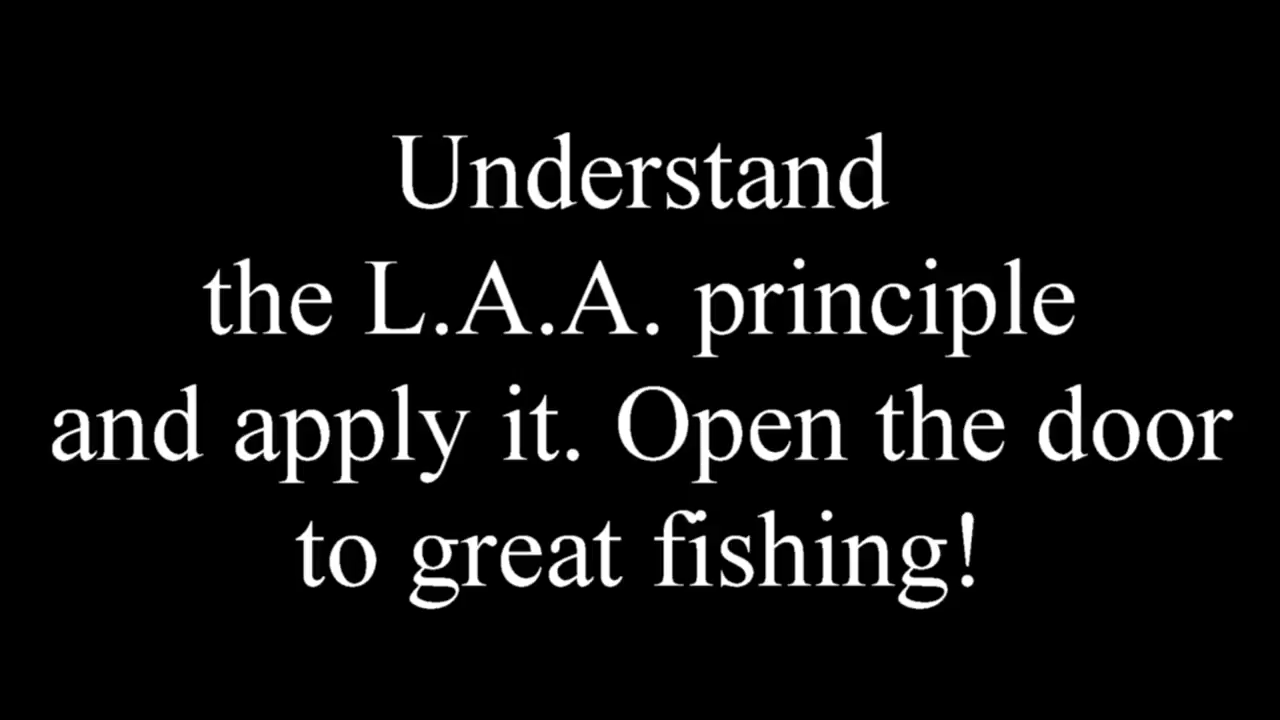 Understand
the L.A.A. principle
and apply it. Open the door
to great fishing!